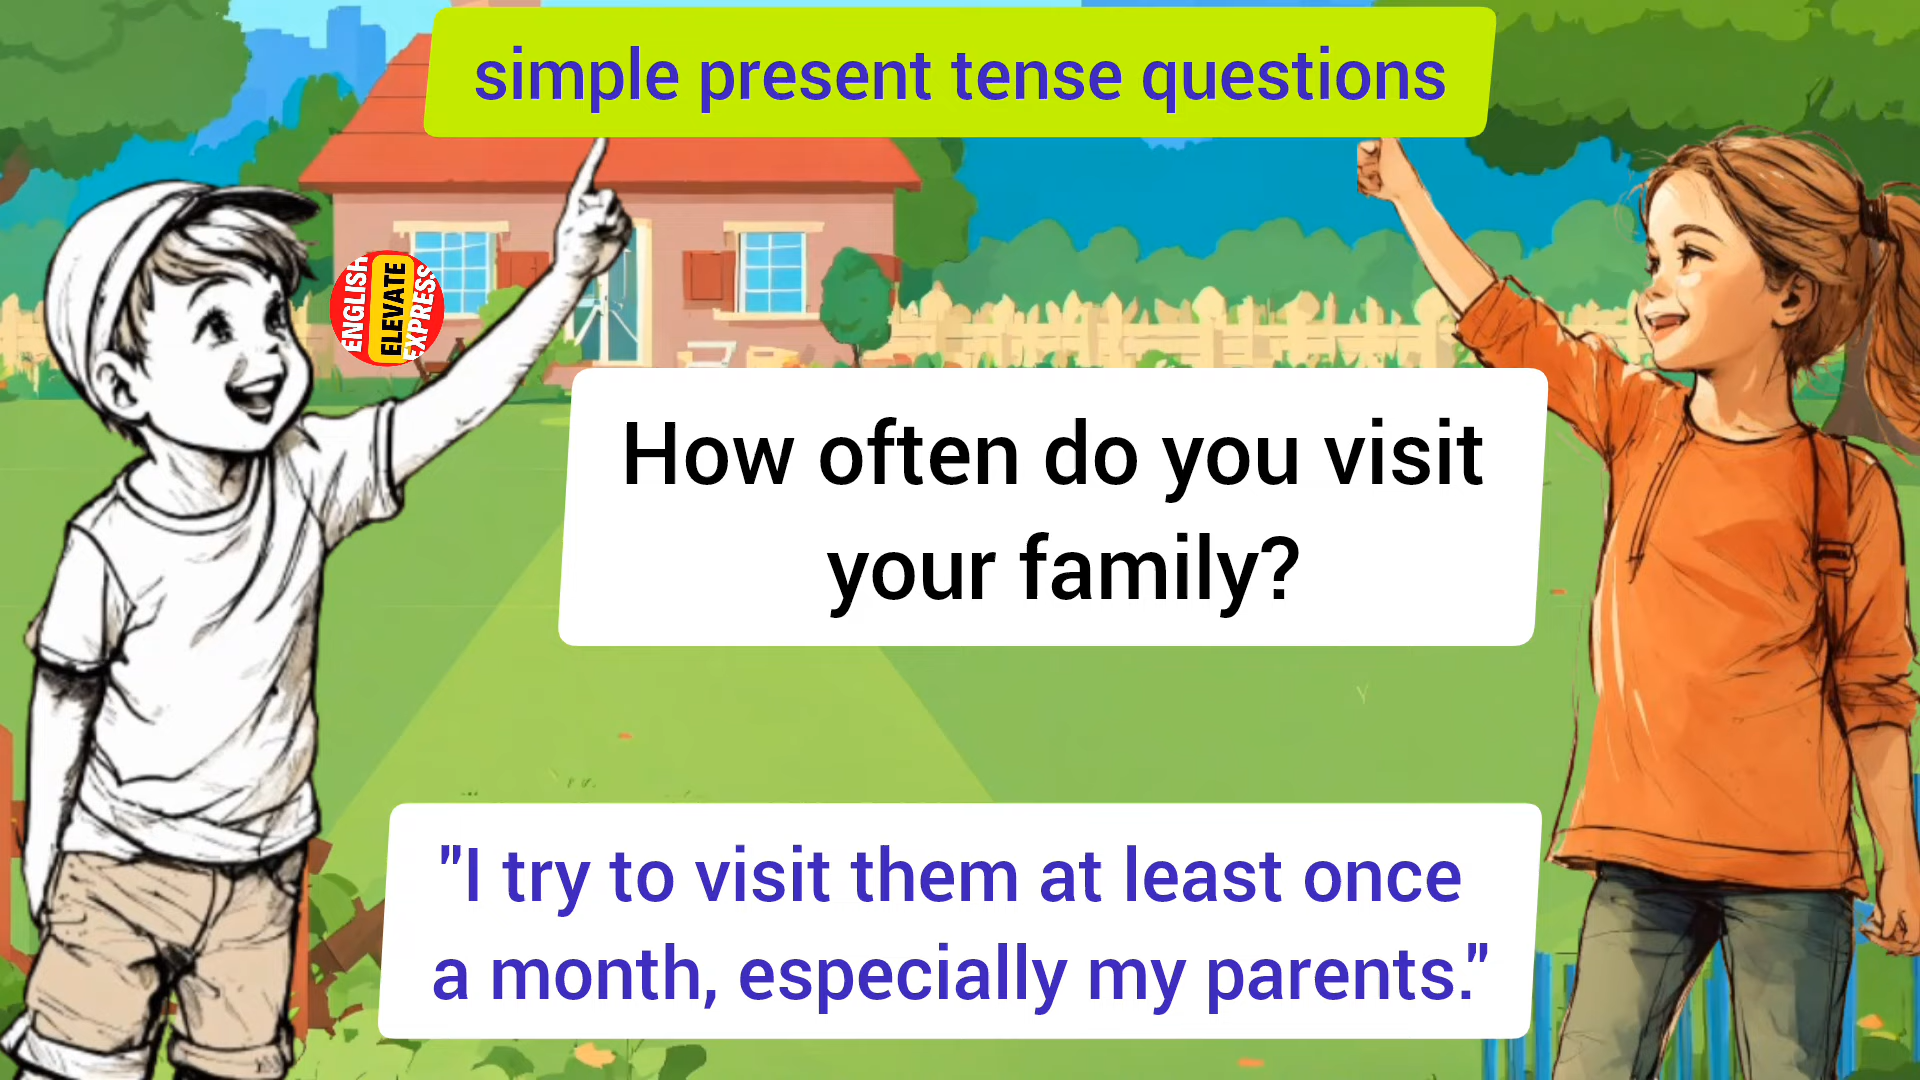 simple present tense questions
ENGLISH
ELEVATE
EXPRESS
How often do you visit
your family?
"I try to visit them at least once
a month, especially my parents."